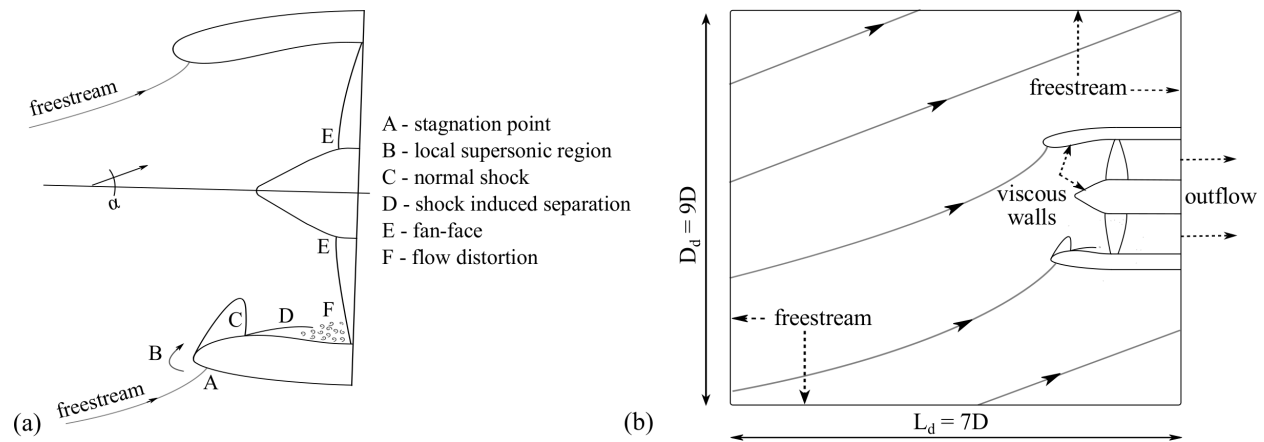 freestream
E
α
E
A - stagnation point
B - local supersonic region
C - normal shock
D - shock induced separation
E - fan-face
F - flow distortion
C
D
F
B
A
freestream
(a)
freestream
viscous
walls
outflow
freestream
D_d = 9D
L_d = 7D
(b)